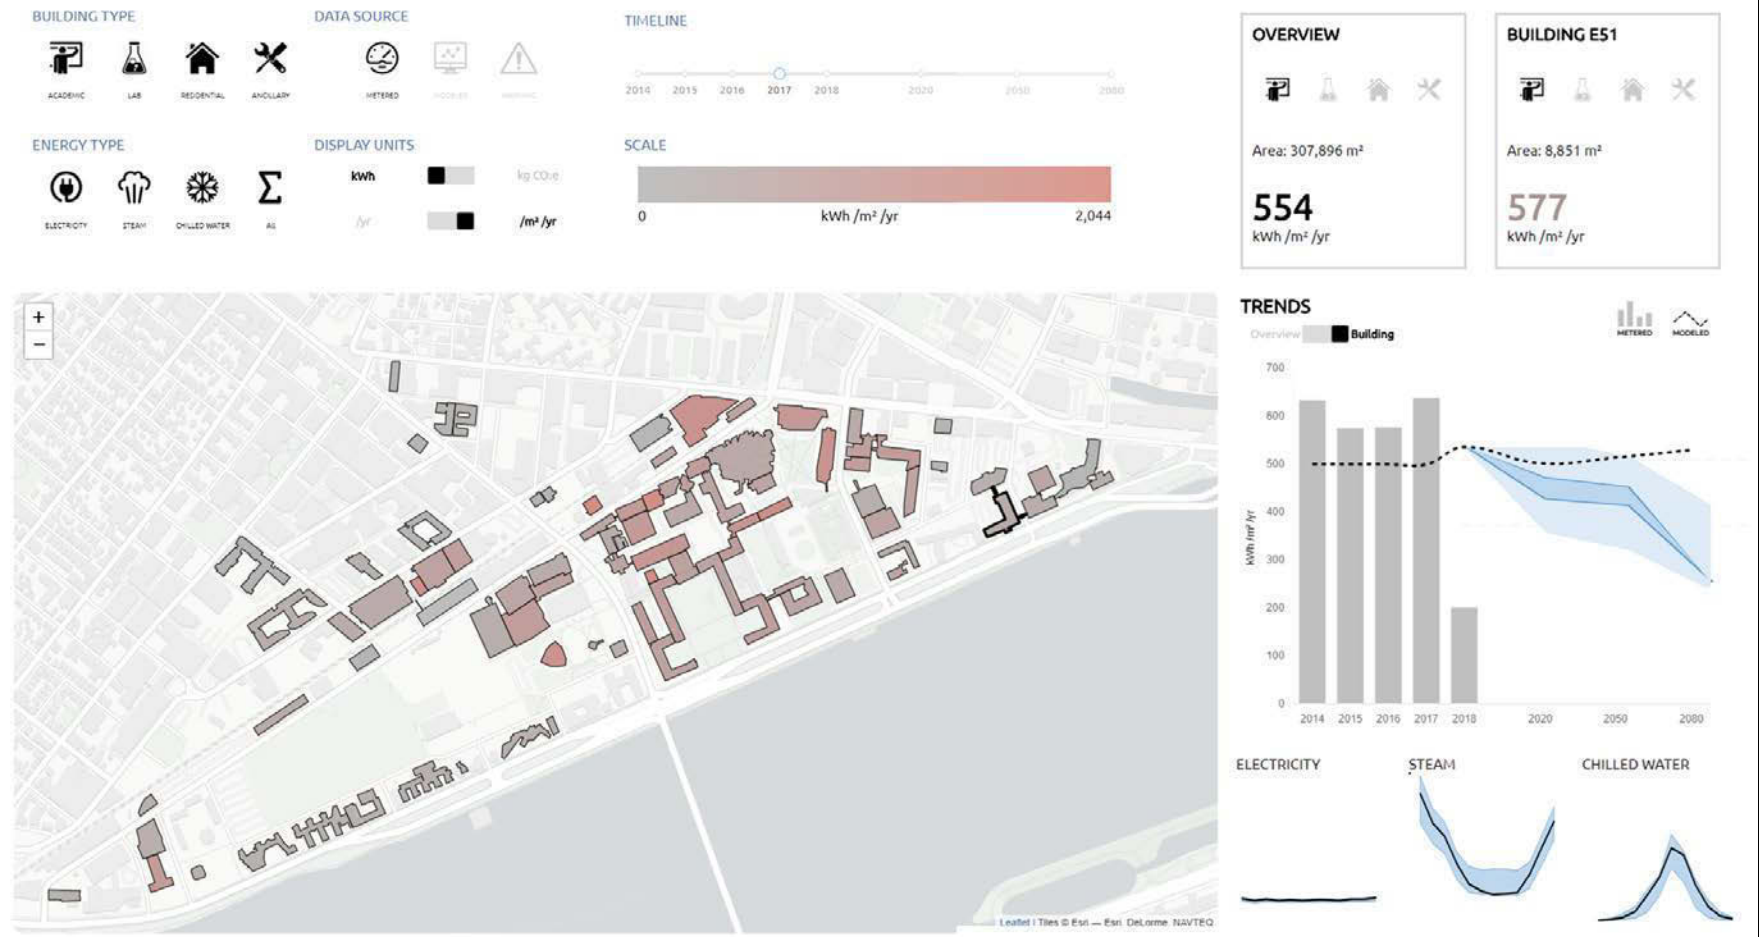 BUILDING TYPE
ACADEMIC LAB RESIDENTIAL ANCILLARY
DATA SOURCE
METERED MODELED
TIMELINE
2014 2015 2016 2017 2018 2020 2050 2080
ENERGY TYPE
ELECTRICITY STEAM CHILLED WATER All
DISPLAY UNITS
kWh kg CO₂e
/yr /m² /yr
SCALE
0 kWh /m² /yr 2,044
OVERVIEW
Area: 307,896 m²
554
kWh /m² /yr
BUILDING E51
Area: 8,851 m²
577
kWh /m² /yr
+
−
Leaflet | Tiles © Esri — Esri, DeLorme, NAVTEQ
TRENDS
Overview Building
METERED MODELED
700
600
500
400
300
200
100
0
kWh /m² /yr
2014 2015 2016 2017 2018 2020 2050 2080
ELECTRICITY STEAM CHILLED WATER